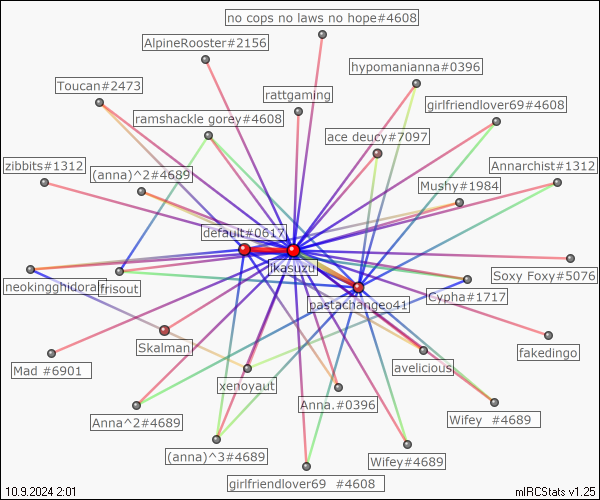 no cops no laws no hope#4608
AlpineRooster#2156
hypomanianna#0396
Toucan#2473
rattgaming
girlfriendlover69#4608
ramshackle gorey#4608
ace deucy#7097
zibbits#1312
(anna)^2#4689
Annarchist#1312
Mushy#1984
default#0617
ikasuzu
Soxy Foxy#5076
neokingghidorah
frisout
Cypha#1717
pastachangeo41
Skalman
fakedingo
Mad #6901
avelicious
xenoyaut
Anna.#0396
Anna^2#4689
Wifey #4689
(anna)^3#4689
Wifey#4689
girlfriendlover69 #4608
10.9.2024 2:01
mIRCStats v1.25